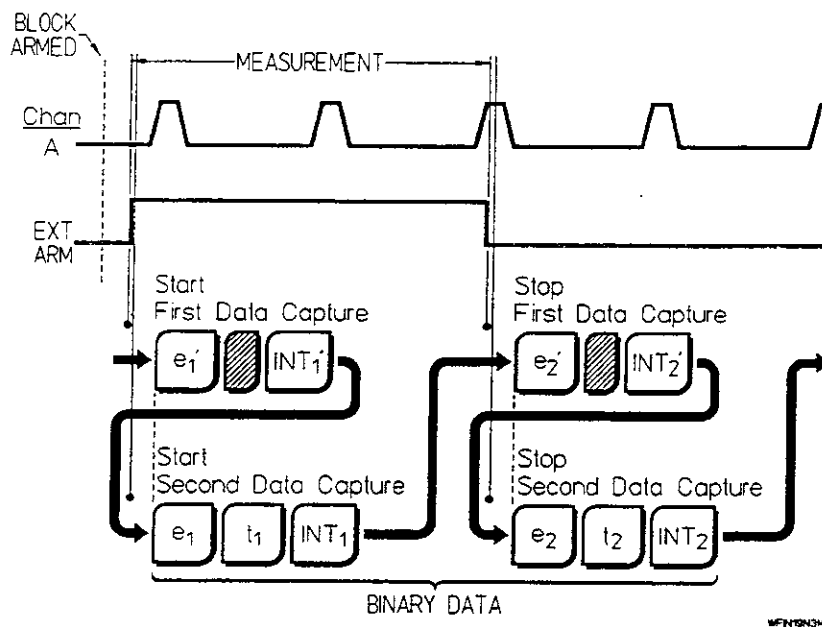 BLOCK
ARMED
MEASUREMENT
Chan
A
EXT
ARM
Start
First Data Capture
e₁′
INT₁′
Stop
First Data Capture
e₂′
INT₂′
Start
Second Data Capture
e₁
t₁
INT₁
Stop
Second Data Capture
e₂
t₂
INT₂
BINARY DATA